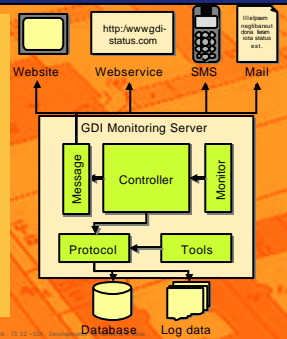 http:/wwwgdi-
status.com
est.
Website
Webservice
SMS
Mail
GDI Monitoring Server
Message
Controller
Monitor
Protocol
Tools
Database
Log data